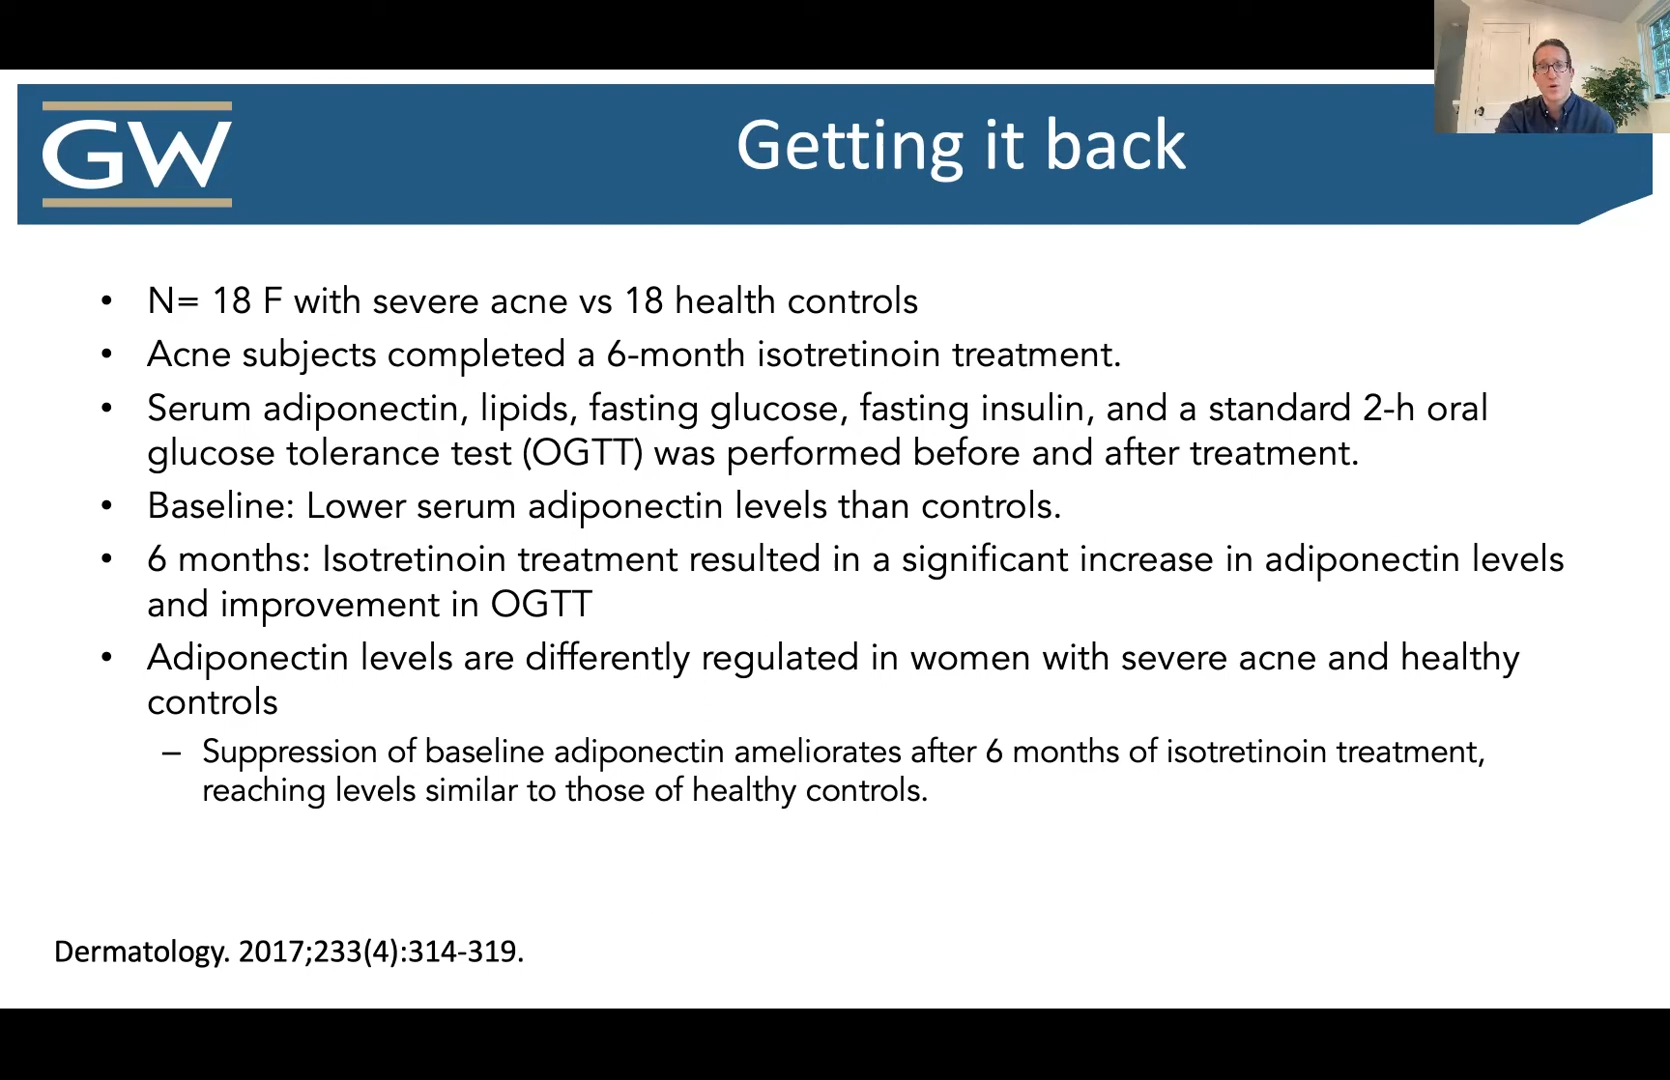 GW
Getting it back
• N= 18 F with severe acne vs 18 health controls
• Acne subjects completed a 6-month isotretinoin treatment.
• Serum adiponectin, lipids, fasting glucose, fasting insulin, and a standard 2-h oral
glucose tolerance test (OGTT) was performed before and after treatment.
• Baseline: Lower serum adiponectin levels than controls.
• 6 months: Isotretinoin treatment resulted in a significant increase in adiponectin levels
and improvement in OGTT
• Adiponectin levels are differently regulated in women with severe acne and healthy
controls
– Suppression of baseline adiponectin ameliorates after 6 months of isotretinoin treatment,
reaching levels similar to those of healthy controls.
Dermatology. 2017;233(4):314-319.